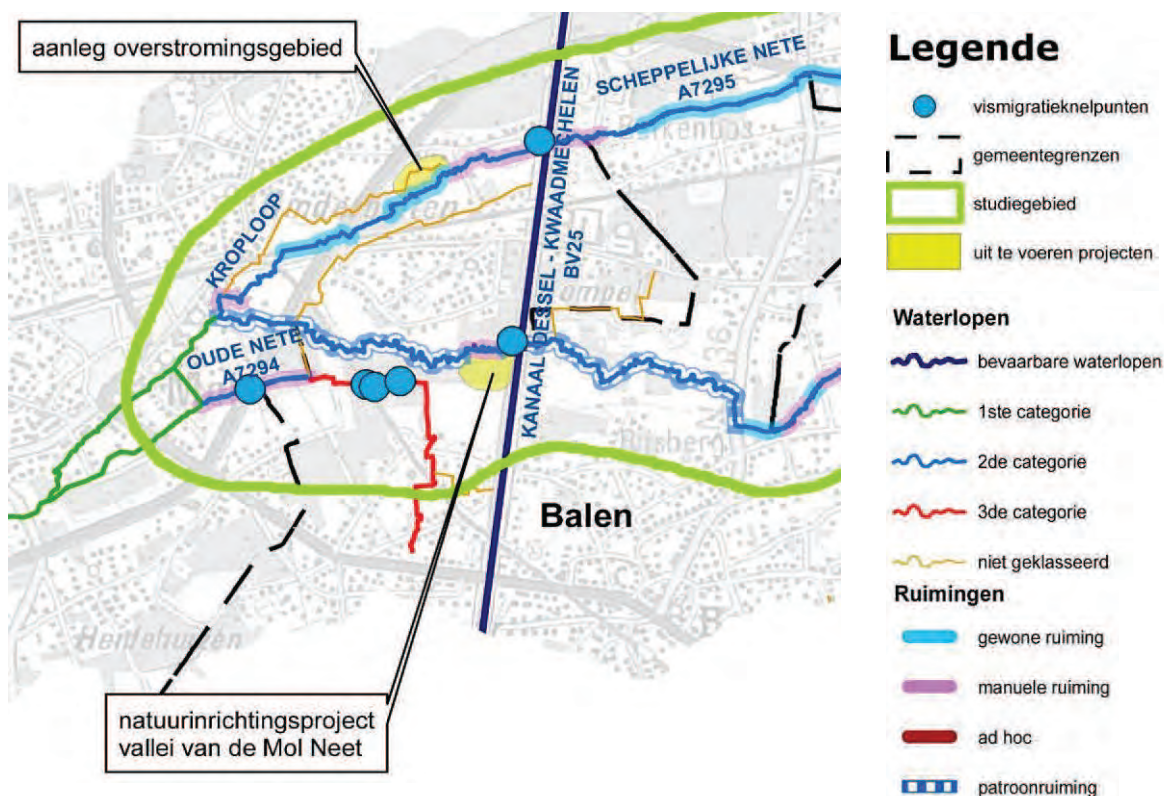 aanleg overstromingsgebied
SCHEPPELIJKE NETE
A7295
KROPLOOP
KANAAL DESSEL - KWAADMECHELEN
BV25
OUDE NETE
A7294
Balen
natuurinrichtingsproject
vallei van de Mol Neet
Legende
vismigratieknelpunten
gemeentegrenzen
studiegebied
uit te voeren projecten
Waterlopen
bevaarbare waterlopen
1ste categorie
2de categorie
3de categorie
niet geklasseerd
Ruimingen
gewone ruiming
manuele ruiming
ad hoc
patroonruiming